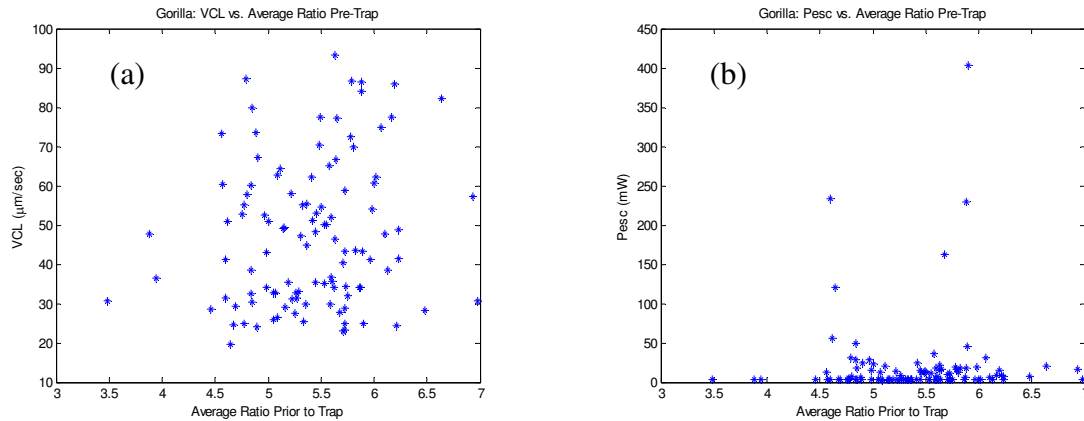 Gorilla: VCL vs. Average Ratio Pre-Trap
(a)
VCL (μm/sec)
100
90
80
70
60
50
40
30
20
10
3 3.5 4 4.5 5 5.5 6 6.5 7
Average Ratio Prior to Trap
Gorilla: Pesc vs. Average Ratio Pre-Trap
(b)
Pesc (mW)
450
400
350
300
250
200
150
100
50
0
3 3.5 4 4.5 5 5.5 6 6.5 7
Average Ratio Prior to Trap